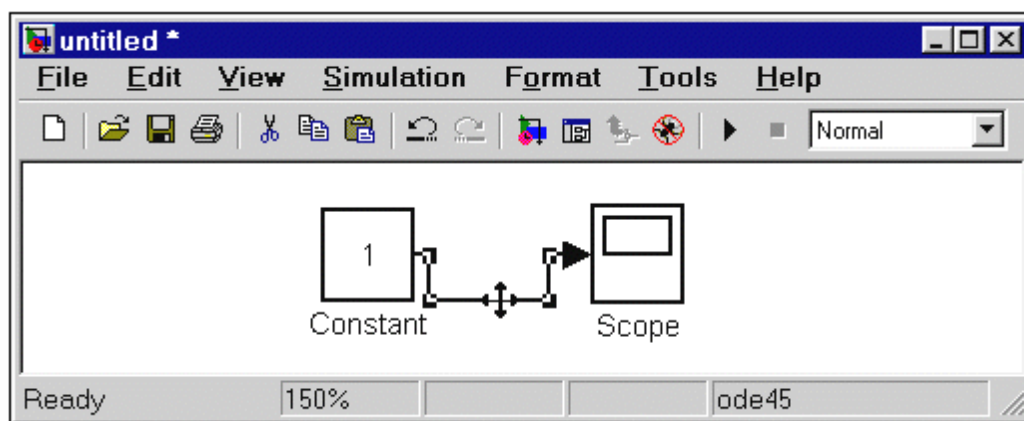 untitled *
File Edit View Simulation Format Tools Help
Normal
1
Constant Scope
Ready 150% ode45